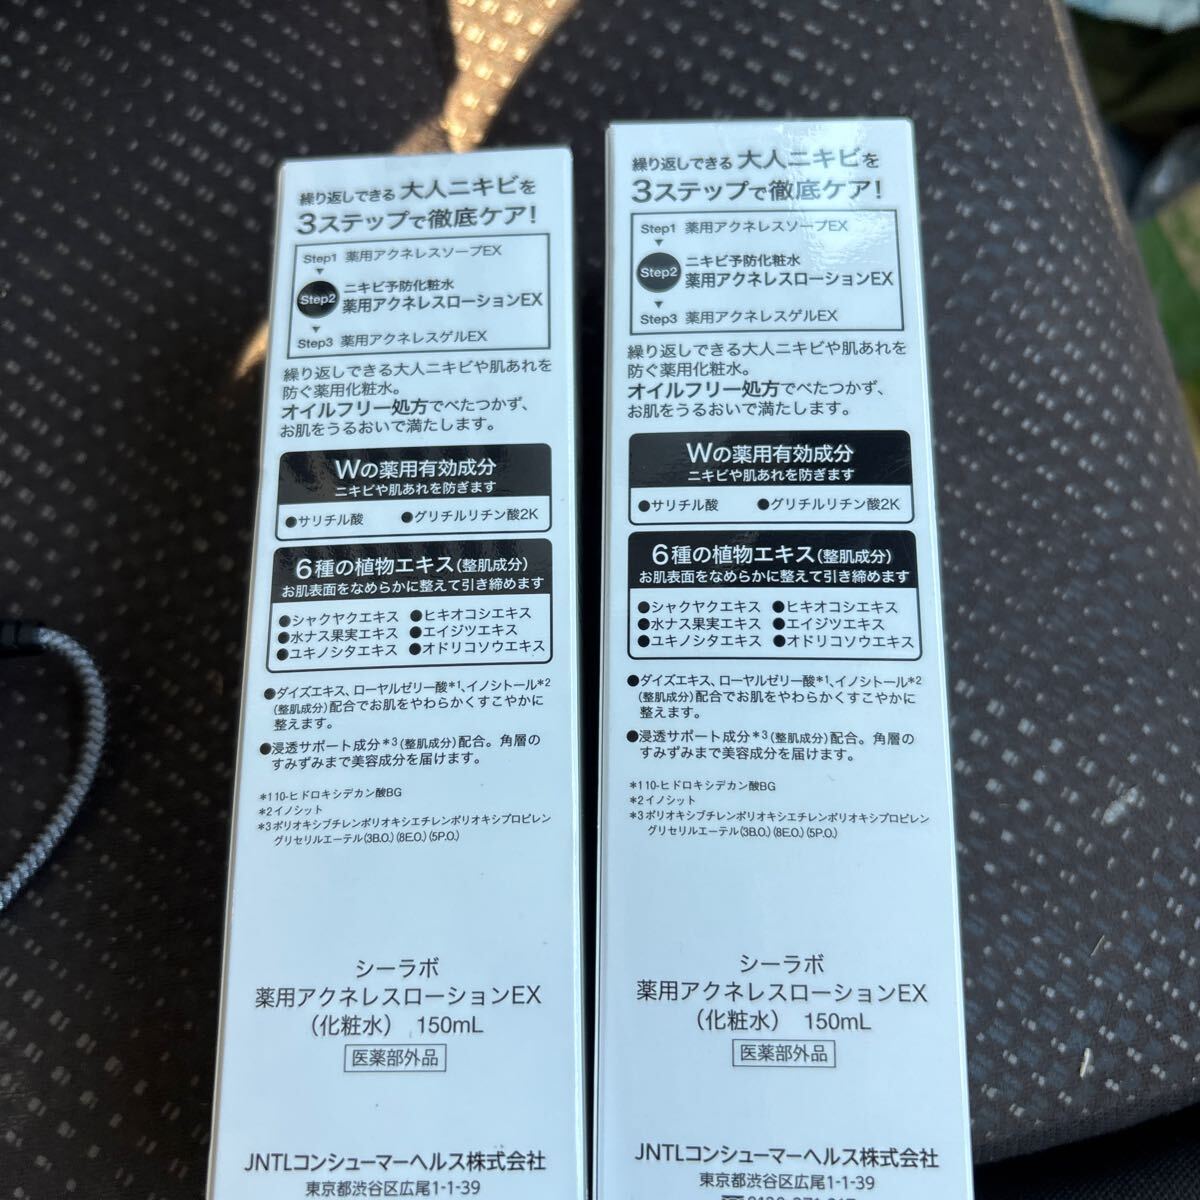 繰り返しできる 大人ニキビを
3ステップで徹底ケア!
Step1 薬用アクネレスソープEX
▼
Step2
ニキビ予防化粧水
薬用アクネレスローションEX
▼
Step3 薬用アクネレスゲルEX
繰り返しできる大人ニキビや肌あれを
防ぐ薬用化粧水。
オイルフリー処方でべたつかず、
お肌をうるおいで満たします。
Wの薬用有効成分
ニキビや肌あれを防ぎます
●サリチル酸 ●グリチルリチン酸2K
6種の植物エキス(整肌成分)
お肌表面をなめらかに整えて引き締めます
●シャクヤクエキス ●ヒキオコシエキス
●水ナス果実エキス ●エイジツエキス
●ユキノシタエキス ●オドリコソウエキス
●ダイズエキス、ローヤルゼリー酸*1、イノシトール*2
(整肌成分)配合でお肌をやわらかくすこやかに
整えます。
●浸透サポート成分*3(整肌成分)配合。角層の
すみずみまで美容成分を届けます。
*1 10-ヒドロキシデカン酸BG
*2 イノシット
*3 ポリオキシブチレンポリオキシエチレンポリオキシプロピレン
グリセリルエーテル(3B.O.)(8E.O.)(5P.O.)
シーラボ
薬用アクネレスローションEX
(化粧水) 150mL
医薬部外品
JNTLコンシューマーヘルス株式会社
東京都渋谷区広尾1-1-39
繰り返しできる 大人ニキビを
3ステップで徹底ケア!
Step1 薬用アクネレスソープEX
▼
Step2
ニキビ予防化粧水
薬用アクネレスローションEX
▼
Step3 薬用アクネレスゲルEX
繰り返しできる大人ニキビや肌あれを
防ぐ薬用化粧水。
オイルフリー処方でべたつかず、
お肌をうるおいで満たします。
Wの薬用有効成分
ニキビや肌あれを防ぎます
●サリチル酸 ●グリチルリチン酸2K
6種の植物エキス(整肌成分)
お肌表面をなめらかに整えて引き締めます
●シャクヤクエキス ●ヒキオコシエキス
●水ナス果実エキス ●エイジツエキス
●ユキノシタエキス ●オドリコソウエキス
●ダイズエキス、ローヤルゼリー酸*1、イノシトール*2
(整肌成分)配合でお肌をやわらかくすこやかに
整えます。
●浸透サポート成分*3(整肌成分)配合。角層の
すみずみまで美容成分を届けます。
*1 10-ヒドロキシデカン酸BG
*2 イノシット
*3 ポリオキシブチレンポリオキシエチレンポリオキシプロピレン
グリセリルエーテル(3B.O.)(8E.O.)(5P.O.)
シーラボ
薬用アクネレスローションEX
(化粧水) 150mL
医薬部外品
JNTLコンシューマーヘルス株式会社
東京都渋谷区広尾1-1-39